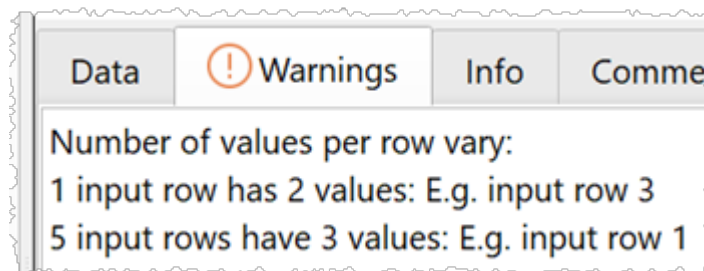 Data Warnings Info Comme
Number of values per row vary:
1 input row has 2 values: E.g. input row 3
5 input rows have 3 values: E.g. input row 1